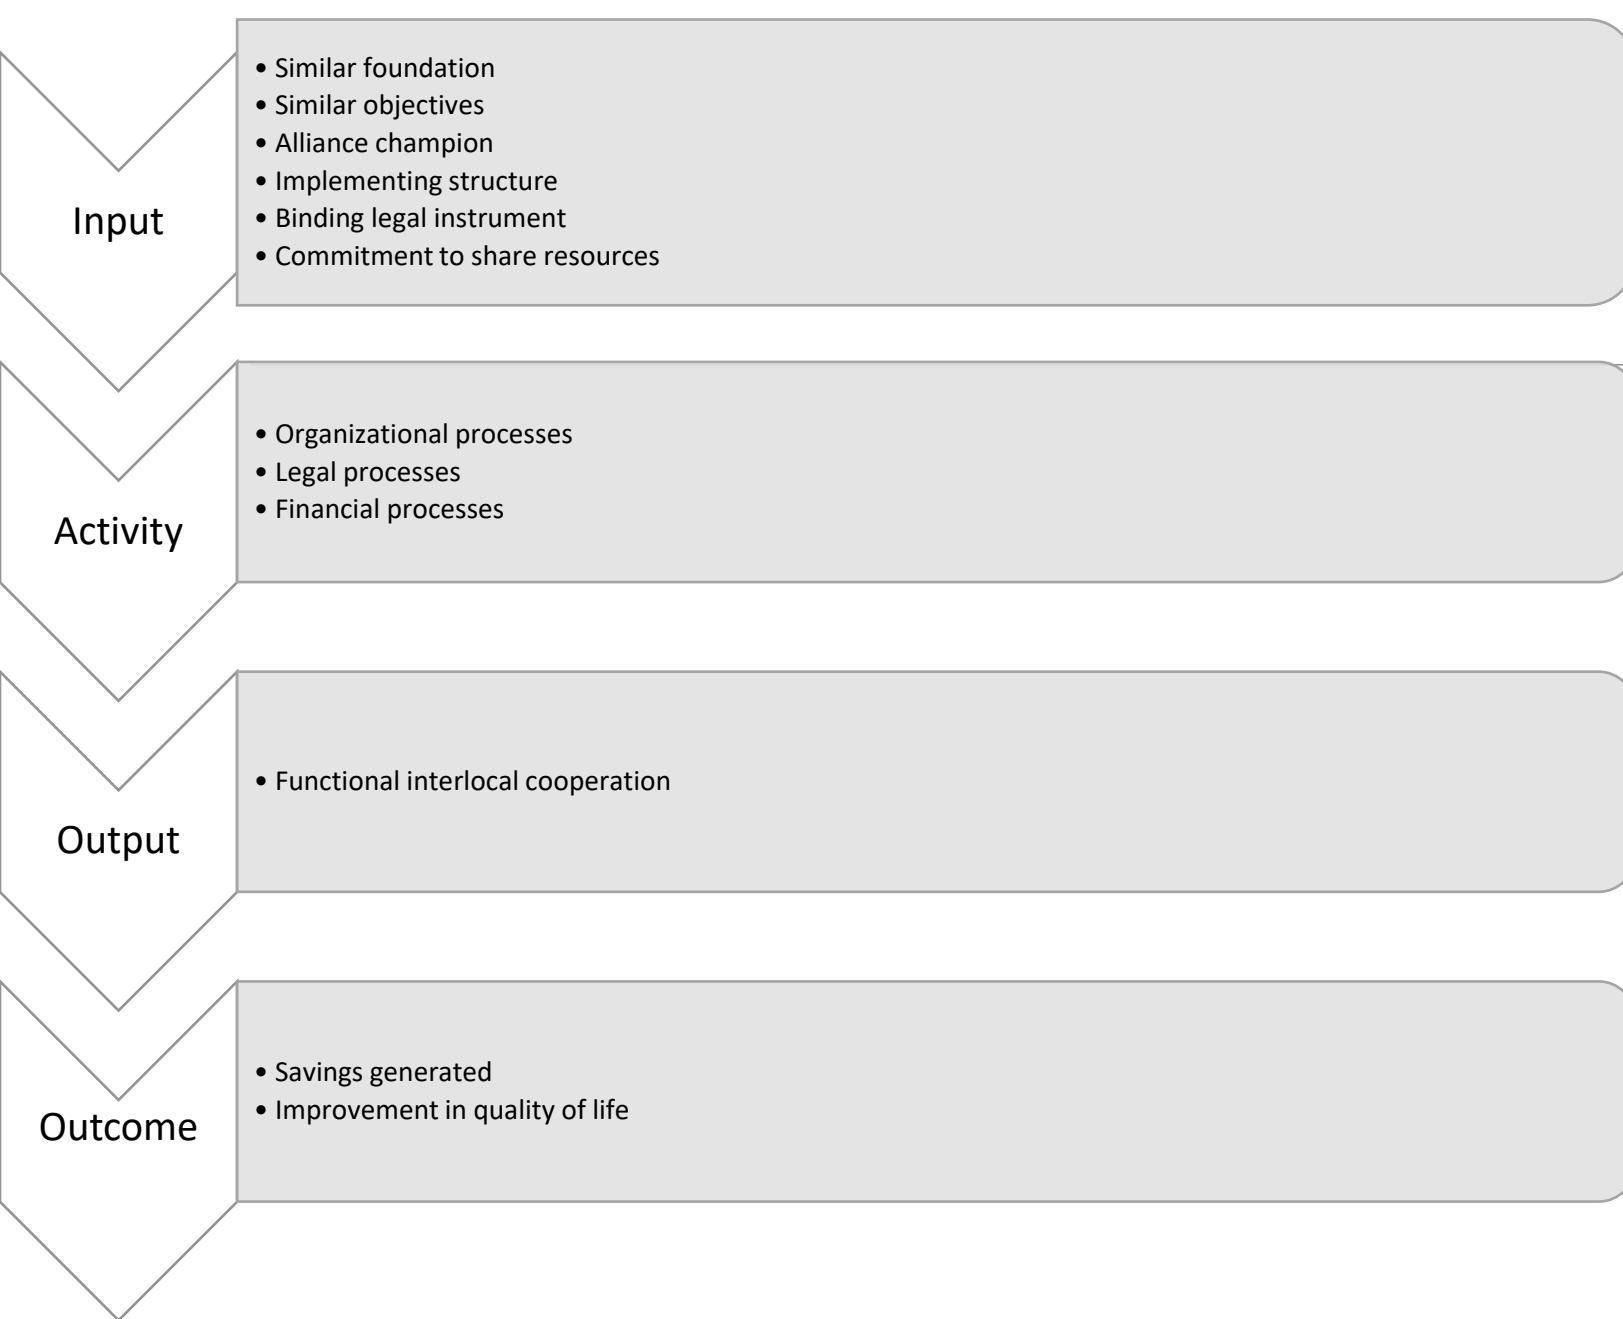 Input
• Similar foundation
• Similar objectives
• Alliance champion
• Implementing structure
• Binding legal instrument
• Commitment to share resources
Activity
• Organizational processes
• Legal processes
• Financial processes
Output
• Functional interlocal cooperation
Outcome
• Savings generated
• Improvement in quality of life